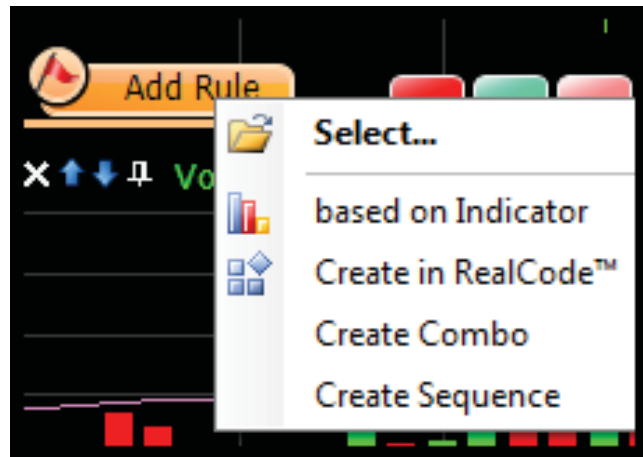 Add Rule
Select...
Vo
based on Indicator
Create in RealCode™
Create Combo
Create Sequence